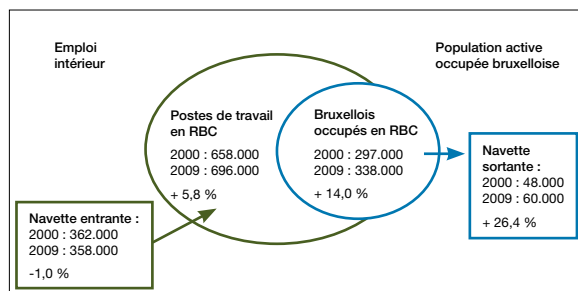 Emploi
intérieur
Population active
occupée bruxelloise
Postes de travail
en RBC
2000 : 658.000
2009 : 696.000
+ 5,8 %
Bruxellois
occupés en RBC
2000 : 297.000
2009 : 338.000
+ 14,0 %
Navette
sortante :
2000 : 48.000
2009 : 60.000
+ 26,4 %
Navette entrante :
2000 : 362.000
2009 : 358.000
-1,0 %